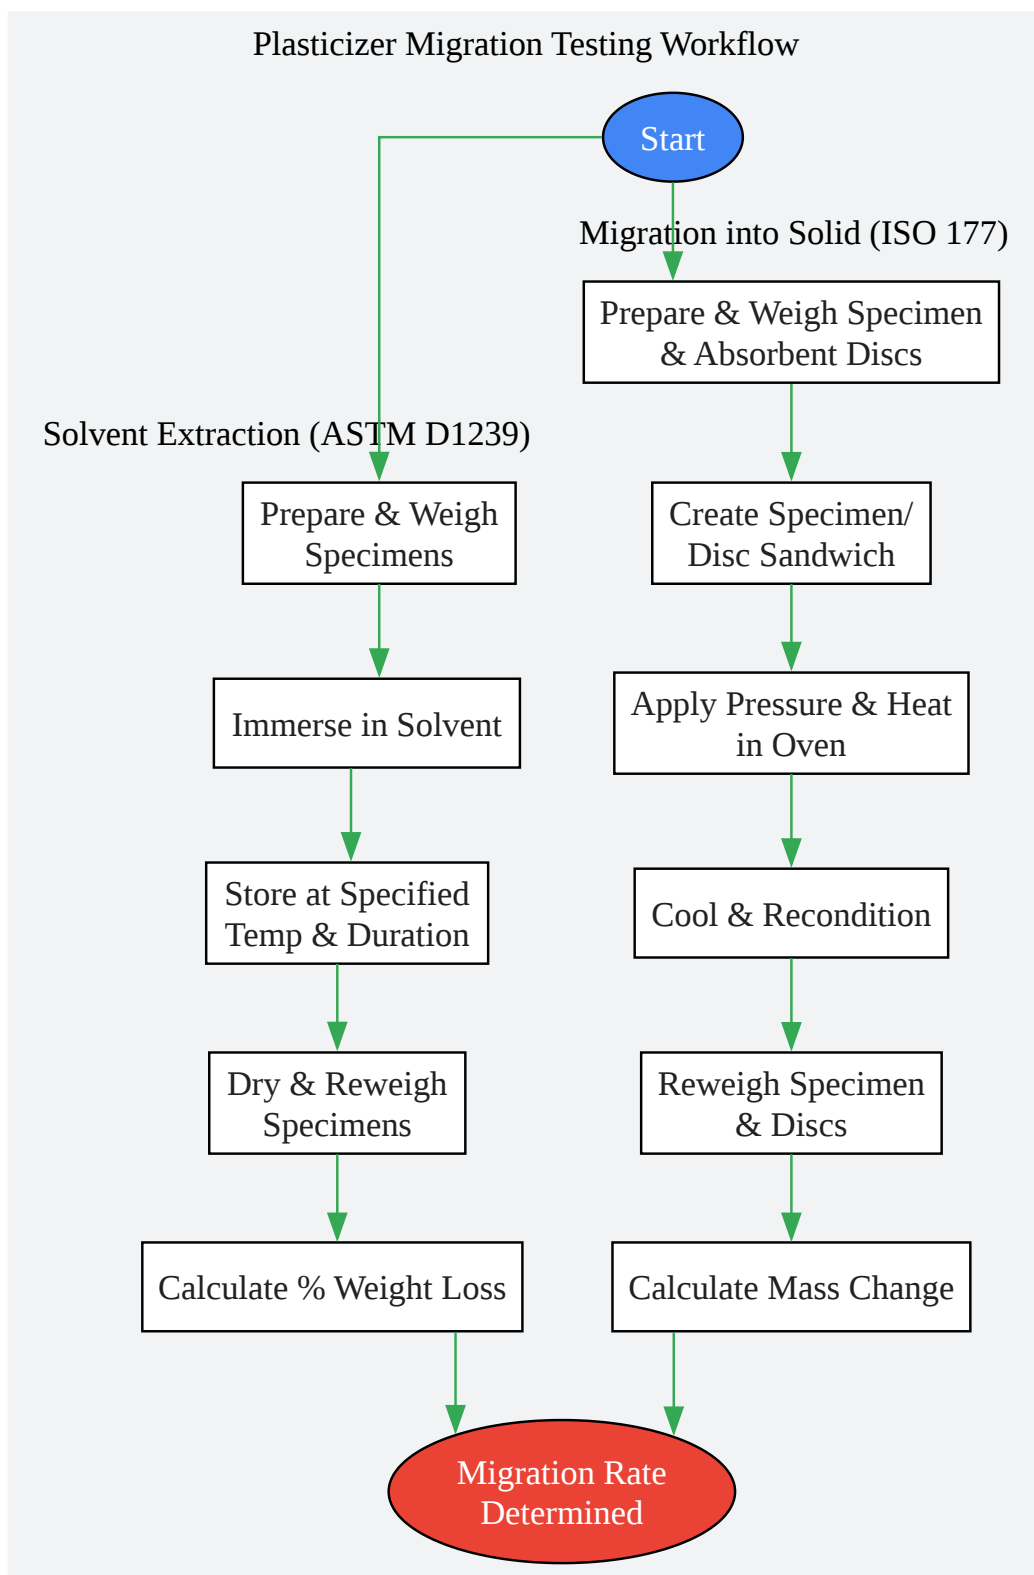 Plasticizer Migration Testing Workflow
Start
Migration into Solid (ISO 177)
Prepare & Weigh Specimen
& Absorbent Discs
Solvent Extraction (ASTM D1239)
Prepare & Weigh
Specimens
Create Specimen/
Disc Sandwich
Immerse in Solvent
Apply Pressure & Heat
in Oven
Store at Specified
Temp & Duration
Cool & Recondition
Dry & Reweigh
Specimens
Reweigh Specimen
& Discs
Calculate % Weight Loss
Calculate Mass Change
Migration Rate
Determined